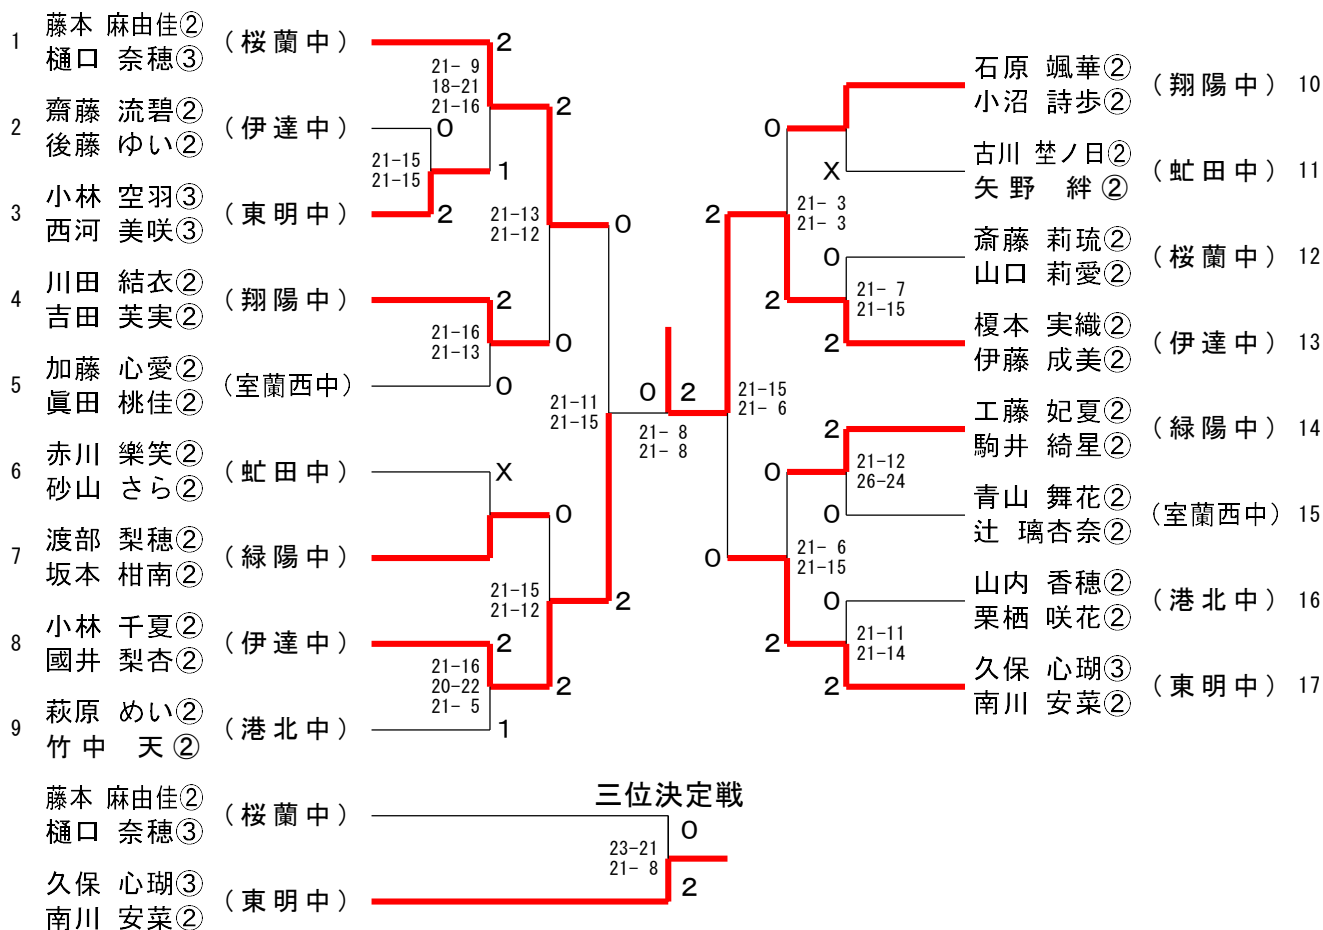 1 藤本 麻由佳② (桜蘭中)
樋口 奈穂③
2 齋藤 流碧② (伊達中)
後藤 ゆい②
3 小林 空羽③ (東明中)
西河 美咲③
4 川田 結衣② (翔陽中)
吉田 芙実②
5 加藤 心愛② (室蘭西中)
眞田 桃佳②
6 赤川 樂笑② (虻田中)
砂山 さら②
7 渡部 梨穂② (緑陽中)
坂本 柑南②
8 小林 千夏② (伊達中)
國井 梨杏②
9 萩原 めい② (港北中)
竹中 天②
2
21- 9
18-21
21-16
2
0
21-15
21-15
1
2
21-13
21-12
0
2
21-16
21-13
0
0
21-11
21-15
X
0
21-15
21-12
2
2
21-16
20-22
21- 5
2
1
0 2
21- 8
21- 8
石原 颯華② (翔陽中) 10
小沼 詩歩②
古川 埜ノ日② (虻田中) 11
矢野 絆②
斎藤 莉琉② (桜蘭中) 12
山口 莉愛②
榎本 実織② (伊達中) 13
伊藤 成美②
工藤 妃夏② (緑陽中) 14
駒井 綺星②
青山 舞花② (室蘭西中) 15
辻 璃杏奈②
山内 香穂② (港北中) 16
栗栖 咲花②
久保 心瑚③ (東明中) 17
南川 安菜②
0
X
2
21- 3
21- 3
0
2
21- 7
21-15
2
21-15
21- 6
2
0
21-12
26-24
0
0
21- 6
21-15
0
2
21-11
21-14
2
三位決定戦
藤本 麻由佳② (桜蘭中)
樋口 奈穂③
0
23-21
21- 8
2
久保 心瑚③ (東明中)
南川 安菜②